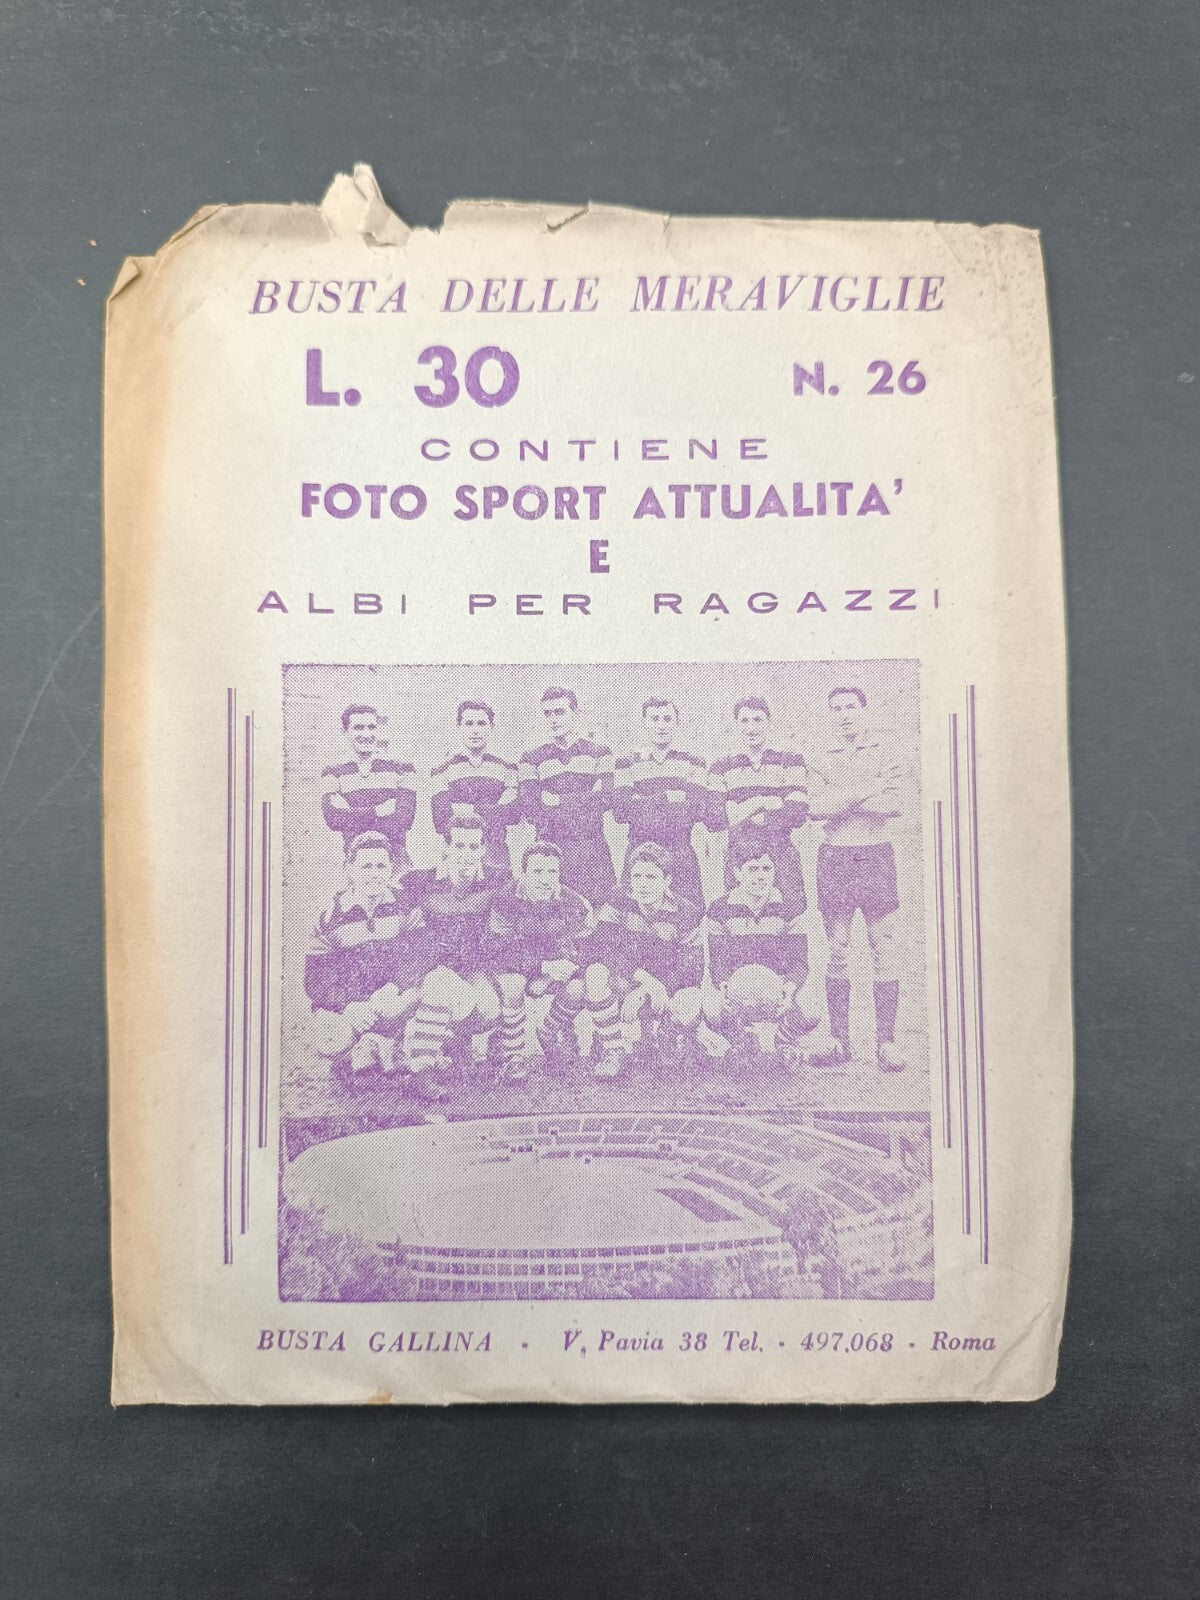 BUSTA DELLE MERAVIGLIE
L. 30 N. 26
CONTIENE
FOTO SPORT ATTUALITA'
E
ALBI PER RAGAZZI
BUSTA GALLINA - V. Pavia 38 Tel. - 497.068 - Roma